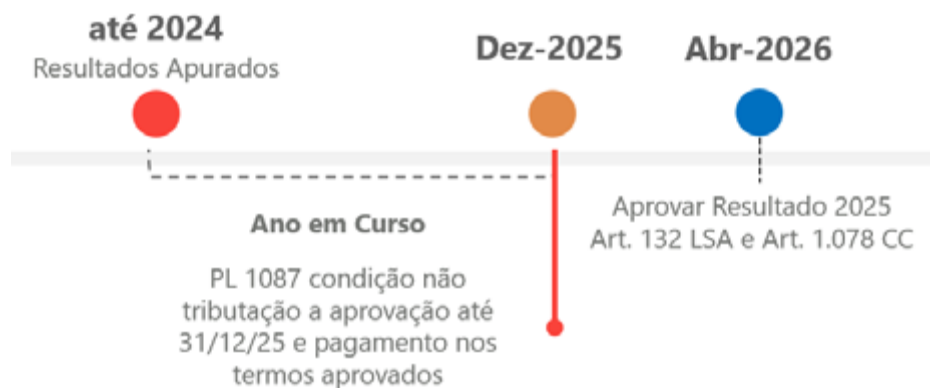 até 2024
Resultados Apurados
Dez-2025
Abr-2026
Ano em Curso
PL 1087 condição não
tributação a aprovação até
31/12/25 e pagamento nos
termos aprovados
Aprovar Resultado 2025
Art. 132 LSA e Art. 1.078 CC